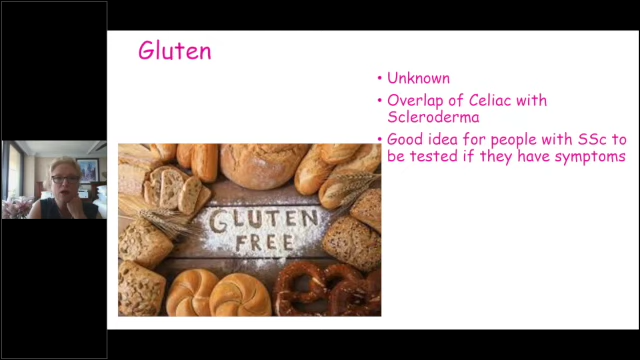 Gluten
• Unknown
• Overlap of Celiac with
Scleroderma
• Good idea for people with SSc to
be tested if they have symptoms
GLUTEN
FREE